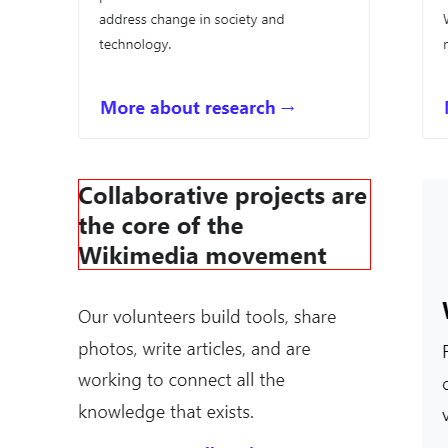 address change in society and
technology.
More about research →
Collaborative projects are
the core of the
Wikimedia movement
Our volunteers build tools, share
photos, write articles, and are
working to connect all the
knowledge that exists.